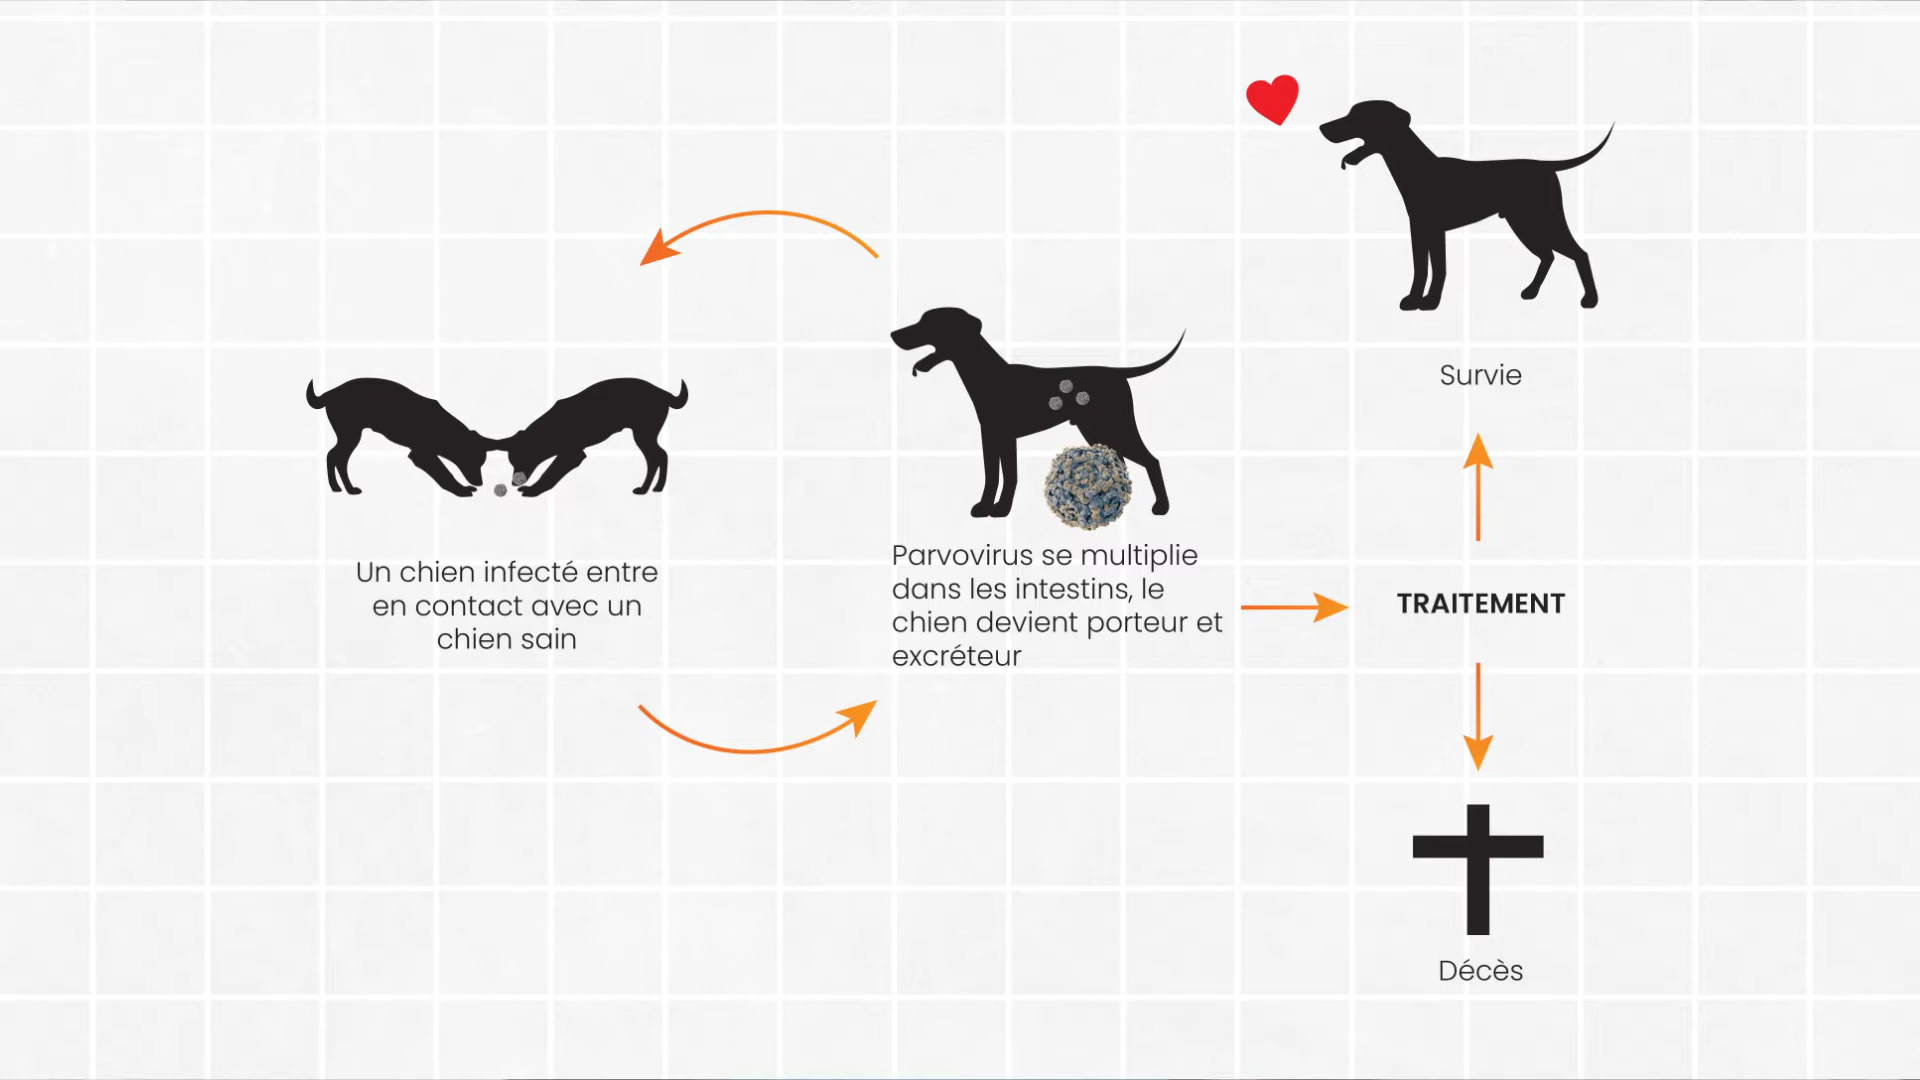 Un chien infecté entre
en contact avec un
chien sain
Parvovirus se multiplie
dans les intestins, le
chien devient porteur et
excréteur
Survie
TRAITEMENT
Décès